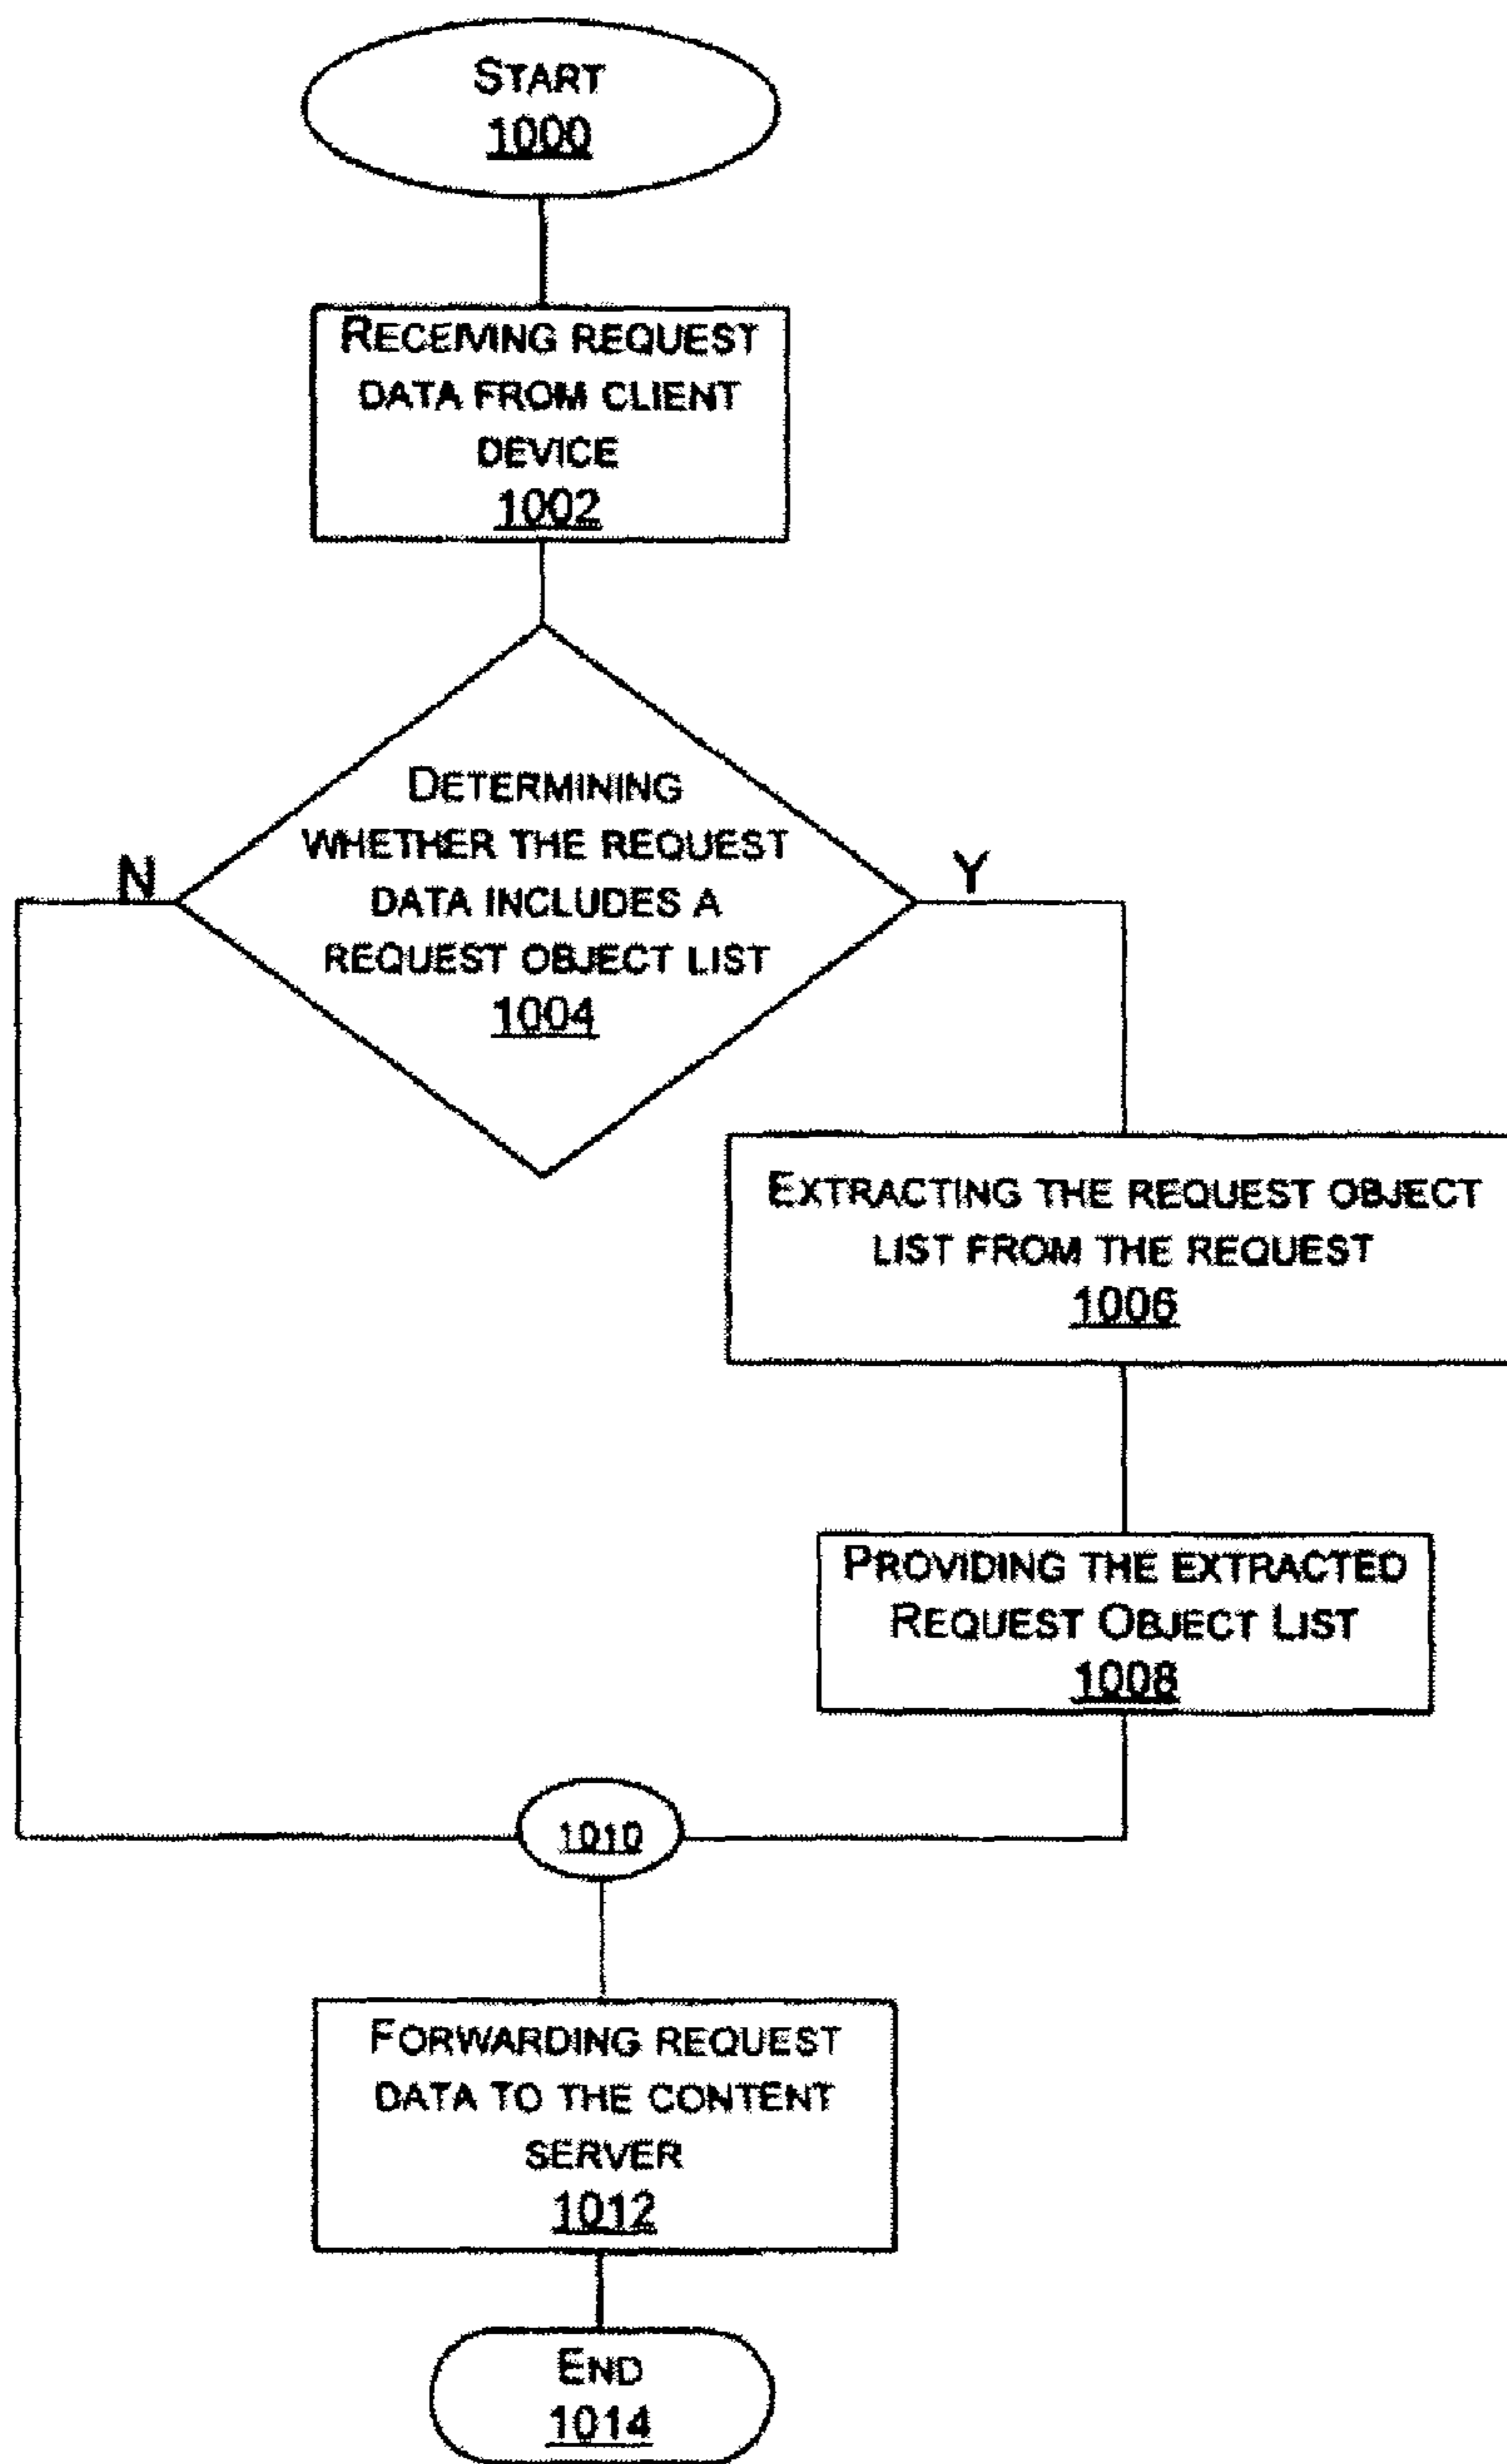 START
1000
RECEIVING REQUEST
DATA FROM CLIENT
DEVICE
1002
DETERMINING
WHETHER THE REQUEST
DATA INCLUDES A
REQUEST OBJECT LIST
1004
N
Y
EXTRACTING THE REQUEST OBJECT
LIST FROM THE REQUEST
1006
PROVIDING THE EXTRACTED
REQUEST OBJECT LIST
1008
1010
FORWARDING REQUEST
DATA TO THE CONTENT
SERVER
1012
END
1014